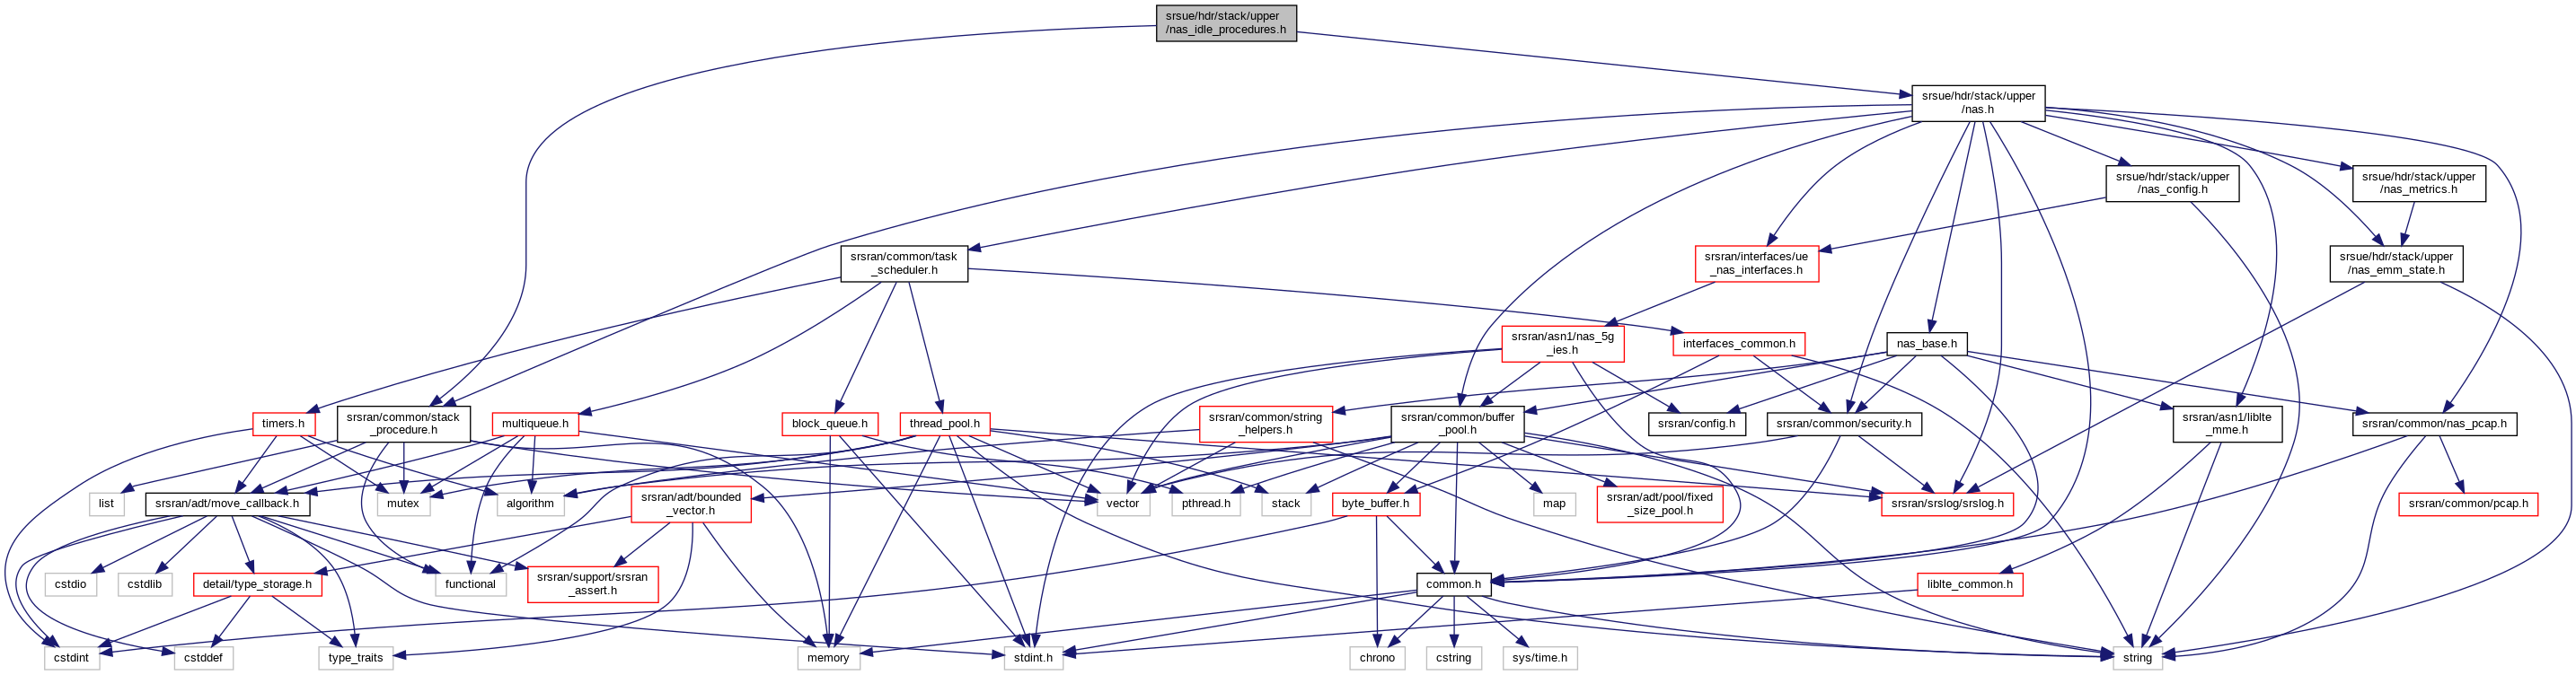 srsue/hdr/stack/upper
/nas_idle_procedures.h
srsue/hdr/stack/upper
/nas.h
srsue/hdr/stack/upper
/nas_config.h
srsue/hdr/stack/upper
/nas_metrics.h
srsran/common/task
_scheduler.h
srsran/interfaces/ue
_nas_interfaces.h
srsue/hdr/stack/upper
/nas_emm_state.h
srsran/asn1/nas_5g
_ies.h
interfaces_common.h
nas_base.h
timers.h
srsran/common/stack
_procedure.h
multiqueue.h
block_queue.h
thread_pool.h
srsran/common/string
_helpers.h
srsran/common/buffer
_pool.h
srsran/config.h
srsran/common/security.h
srsran/asn1/liblte
_mme.h
srsran/common/nas_pcap.h
list
srsran/adt/move_callback.h
mutex
algorithm
srsran/adt/bounded
_vector.h
vector
pthread.h
stack
byte_buffer.h
map
srsran/adt/pool/fixed
_size_pool.h
srsran/srslog/srslog.h
srsran/common/pcap.h
cstdio
cstdlib
detail/type_storage.h
functional
srsran/support/srsran
_assert.h
common.h
liblte_common.h
cstdint
cstddef
type_traits
memory
stdint.h
chrono
cstring
sys/time.h
string